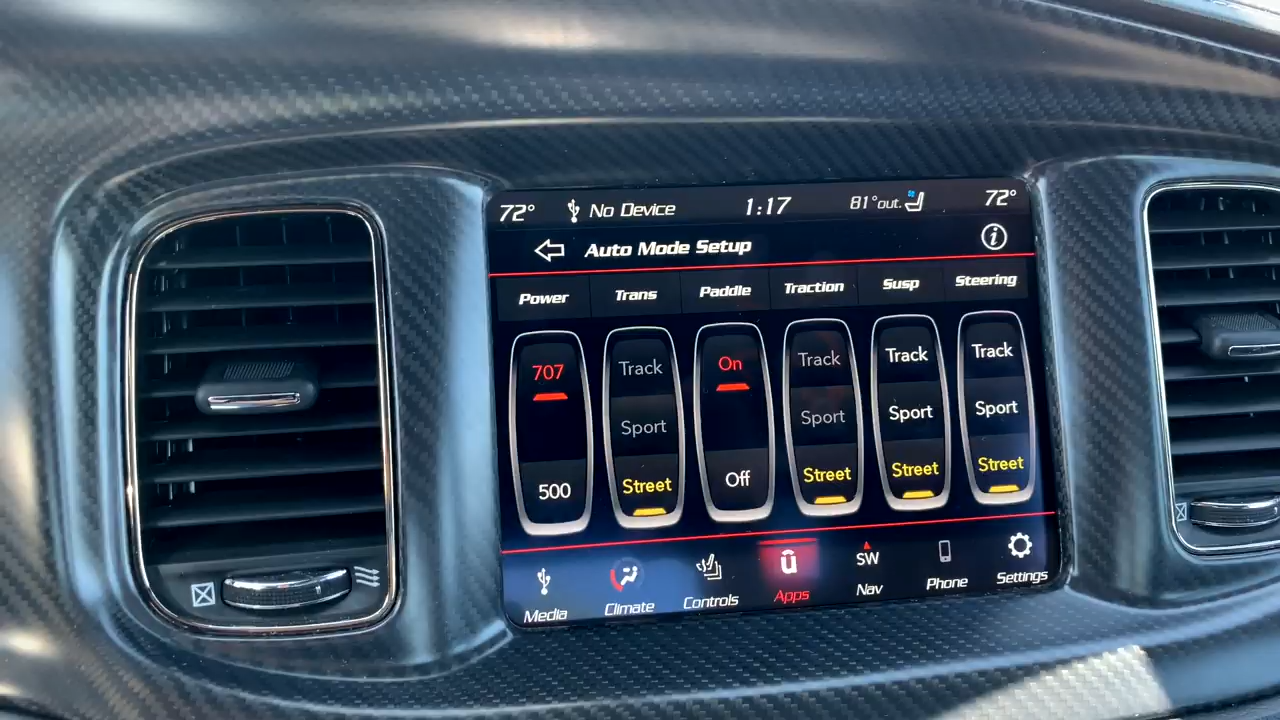 72° No Device 1:17 81°out. 72°
Auto Mode Setup i
Power Trans Paddle Traction Susp Steering
707 Track On Track Track Track
Sport Sport Sport Sport
500 Street Off Street Street Street
Media Climate Controls û Apps SW Nav Phone Settings